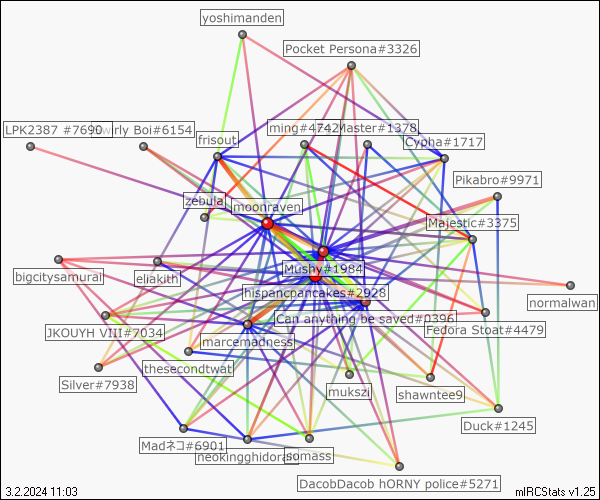 yoshimanden
Pocket Persona#3326
LPK2387 #7690
rly Boi#6154
frisout
ming#4742
Master#1378
Cypha#1717
Pikabro#9971
zebula
moonraven
Majestic#3375
Mushy#1984
bigcitysamurai
eliakith
hispancpancakes#2928
normalwan
Can anything be saved#0396
JKOUYH VIII#7034
marcemadness
Fedora Stoat#4479
thesecondtwat
Silver#7938
mukszi
shawntee9
Duck#1245
Madネコ#6901
neokingghidora
somass
DacobDacob hORNY police#5271
3.2.2024 11:03
mIRCStats v1.25